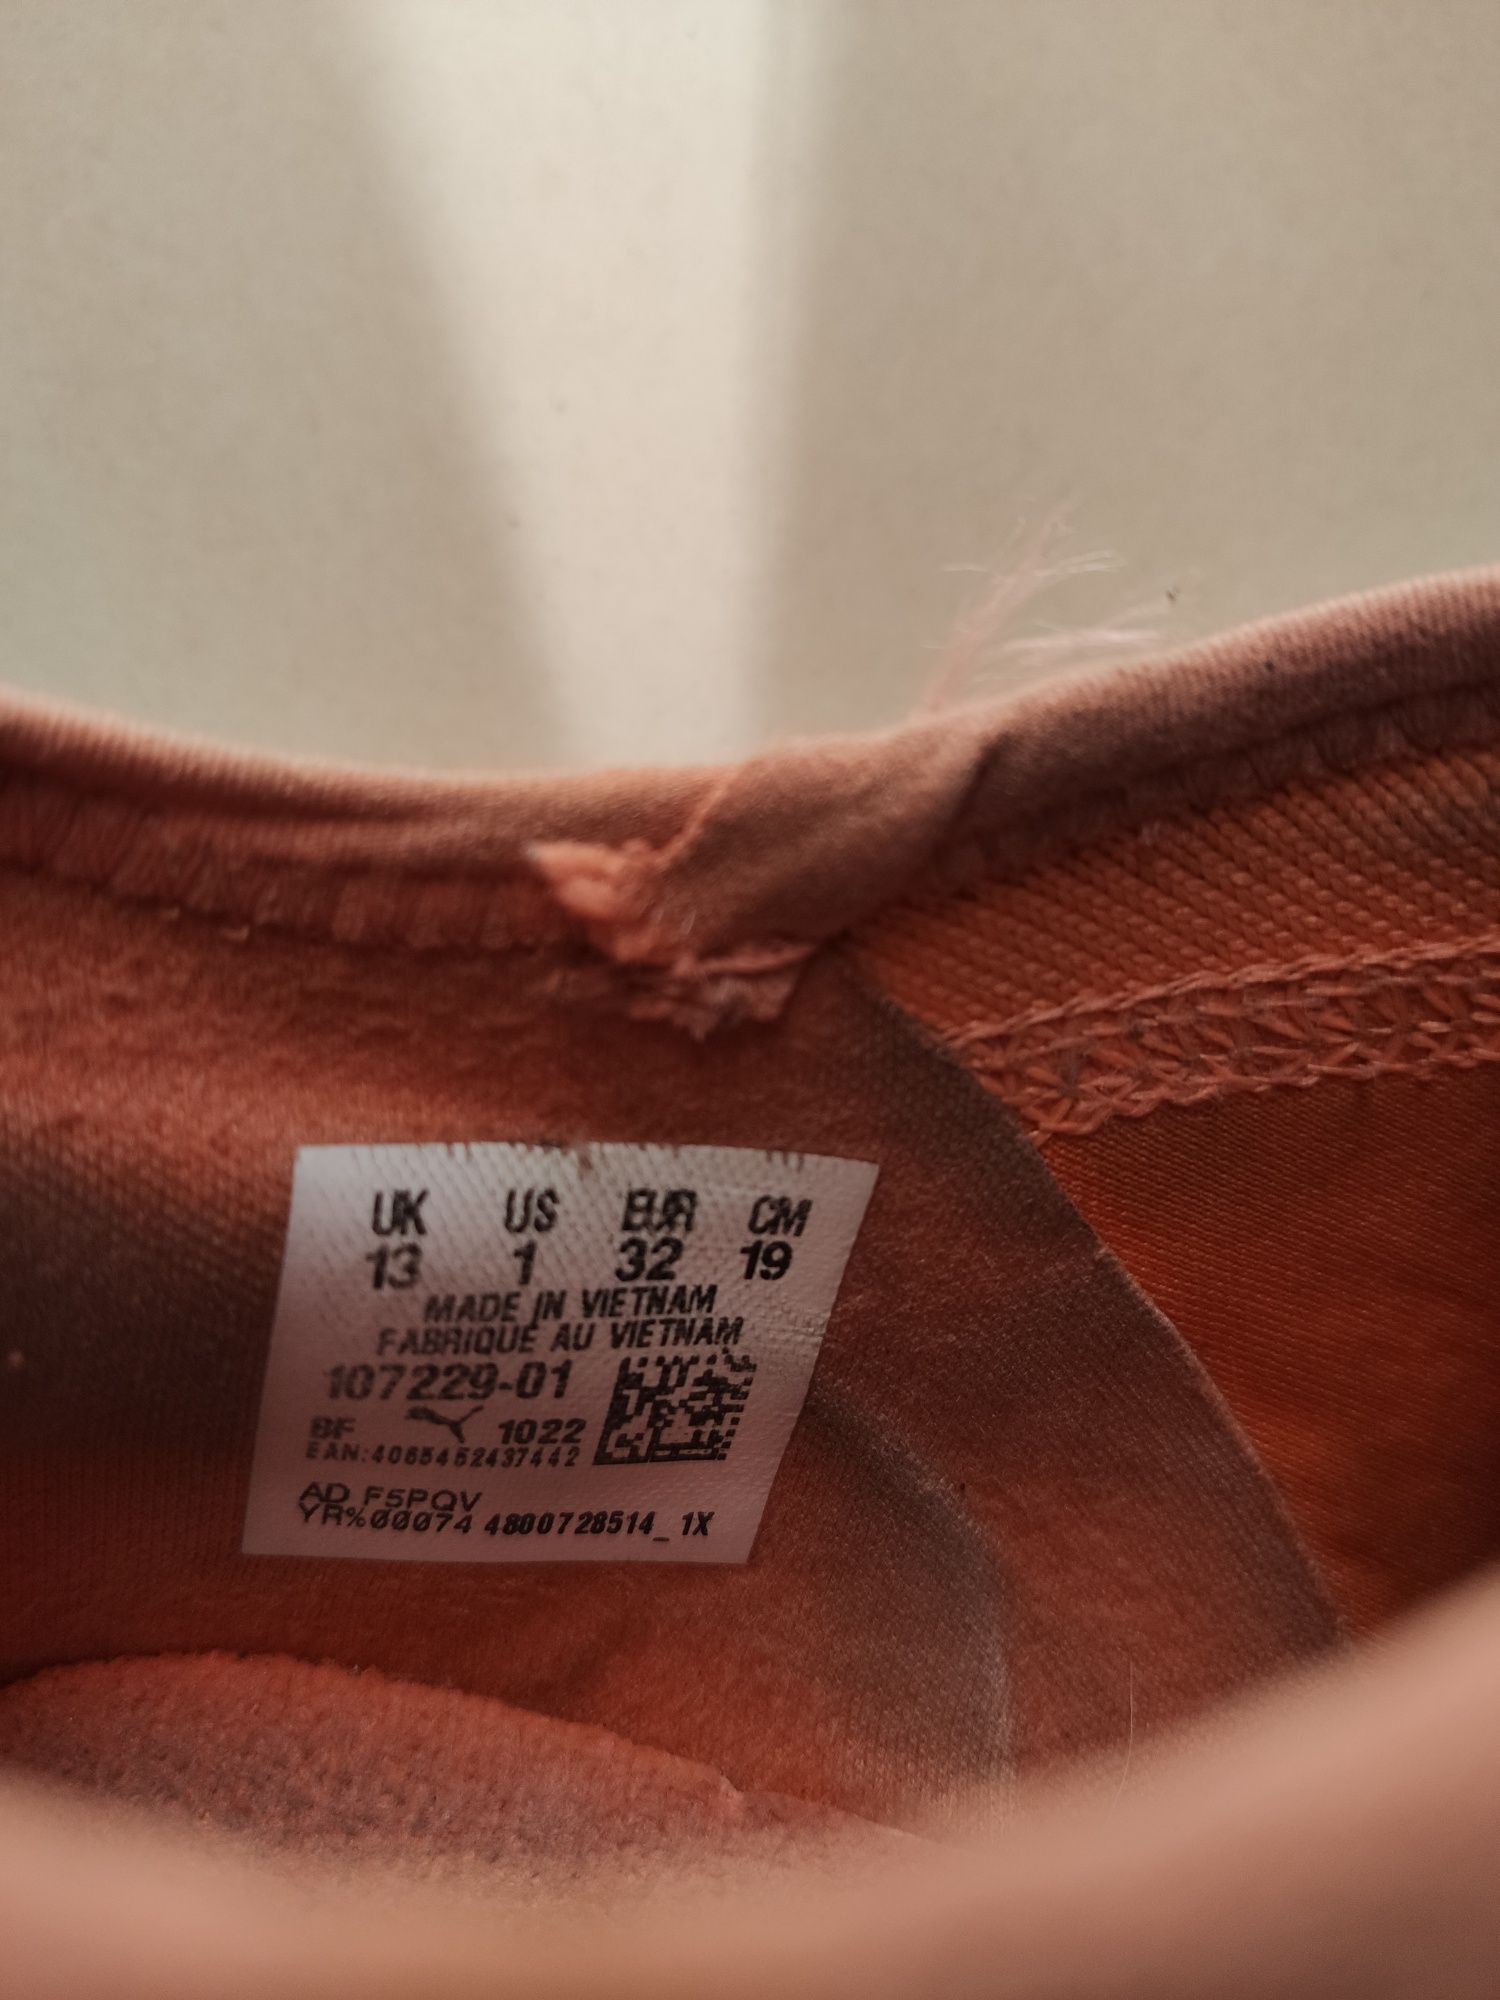 UK US EUR CM
13 1 32 19
MADE IN VIETNAM
FABRIQUE AU VIETNAM
107229-01
BF 1022
EAN:4065452437442
AD F5PQV
YR%00074 4800728514_1X